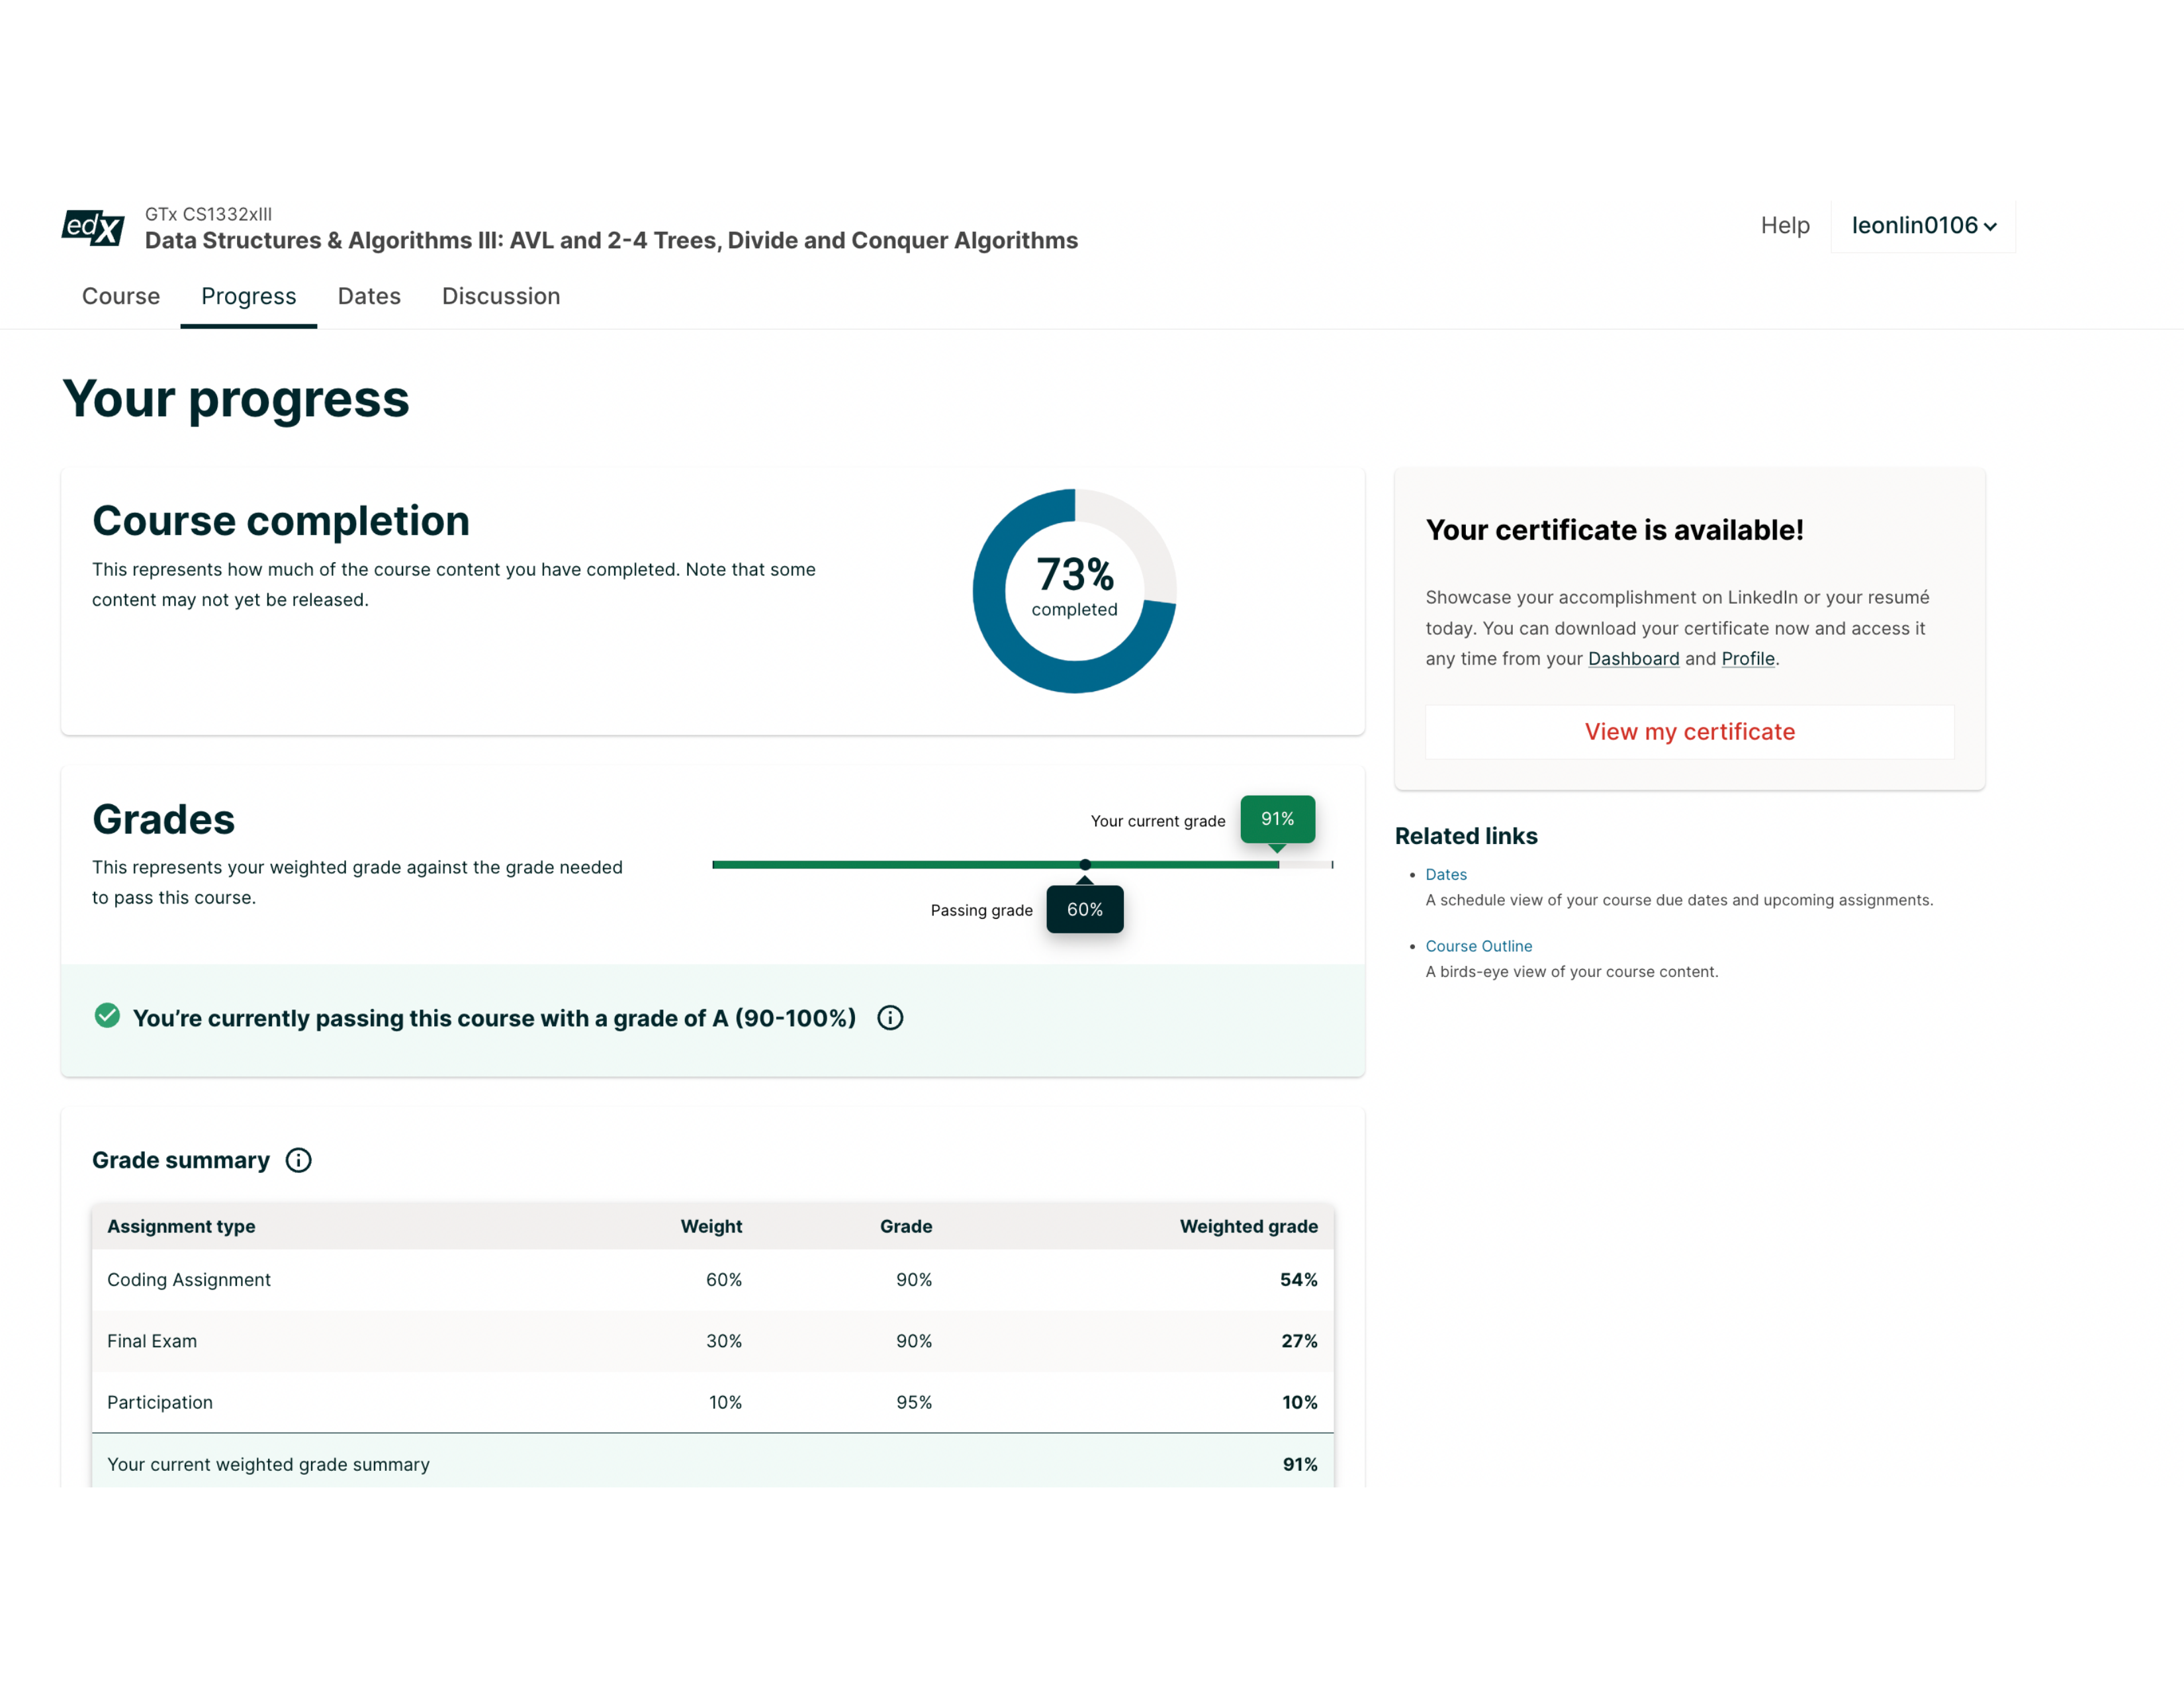 edX
GTx CS1332xIII
Data Structures & Algorithms III: AVL and 2-4 Trees, Divide and Conquer Algorithms
Help
leonlin0106
Course Progress Dates Discussion
Your progress
Course completion
This represents how much of the course content you have completed. Note that some
content may not yet be released.
73%
completed
Grades
This represents your weighted grade against the grade needed
to pass this course.
Your current grade 91%
Passing grade 60%
You’re currently passing this course with a grade of A (90-100%)
Grade summary
Assignment type Weight Grade Weighted grade
Coding Assignment 60% 90% 54%
Final Exam 30% 90% 27%
Participation 10% 95% 10%
Your current weighted grade summary 91%
Your certificate is available!
Showcase your accomplishment on LinkedIn or your resumé
today. You can download your certificate now and access it
any time from your Dashboard and Profile.
View my certificate
Related links
Dates
A schedule view of your course due dates and upcoming assignments.
Course Outline
A birds-eye view of your course content.